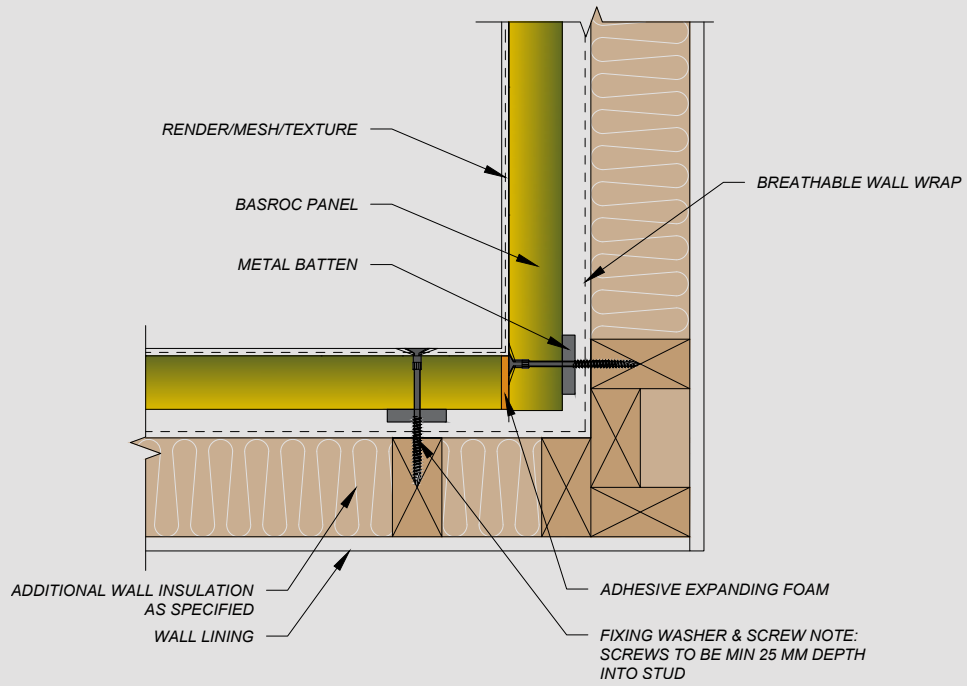 RENDER/MESH/TEXTURE
BASROC PANEL
METAL BATTEN
BREATHABLE WALL WRAP
ADDITIONAL WALL INSULATION
AS SPECIFIED
WALL LINING
ADHESIVE EXPANDING FOAM
FIXING WASHER & SCREW NOTE:
SCREWS TO BE MIN 25 MM DEPTH
INTO STUD